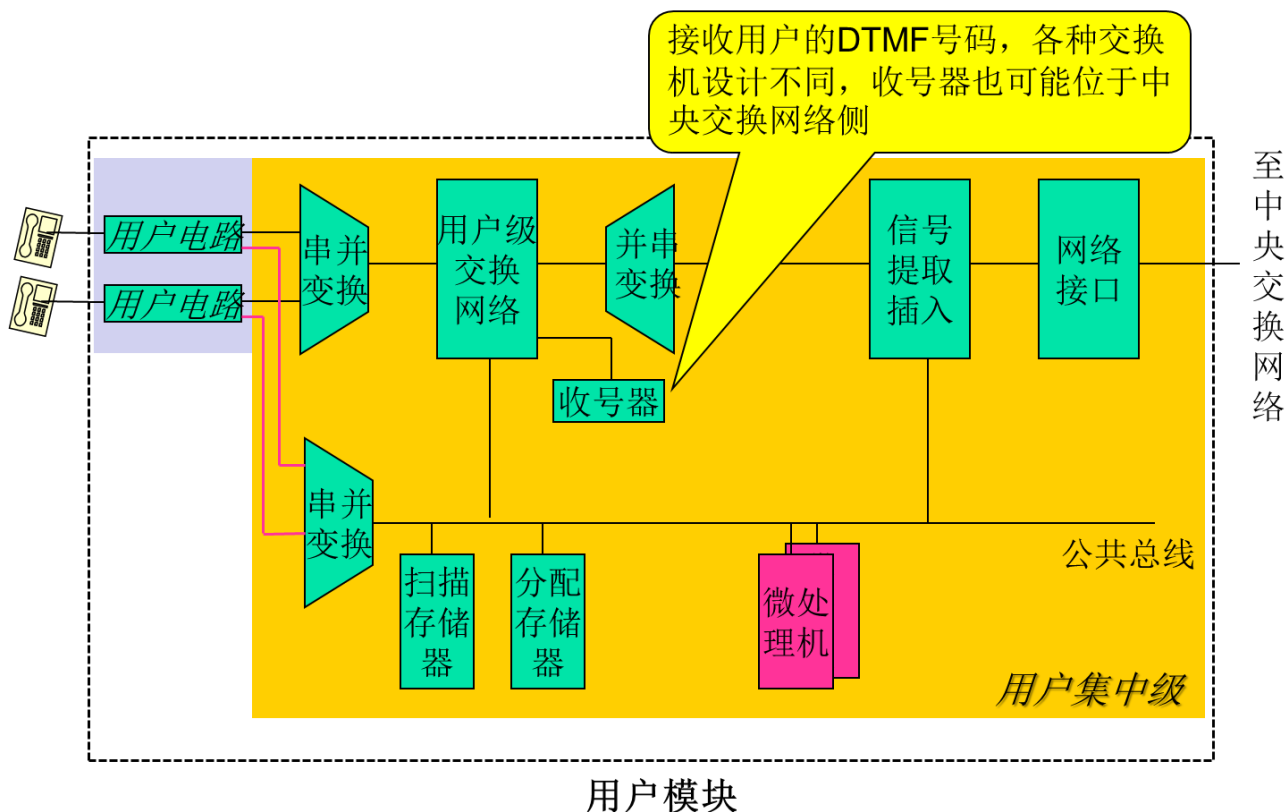 接收用户的DTMF号码，各种交换
机设计不同，收号器也可能位于中
央交换网络侧
至中央交换网络
用户电路
用户电路
串并
变换
用户级
交换
网络
并串
变换
信号
提取
插入
网络
接口
收号器
串并
变换
公共总线
扫描
存储
器
分配
存储
器
微处
理机
用户集中级
用户模块